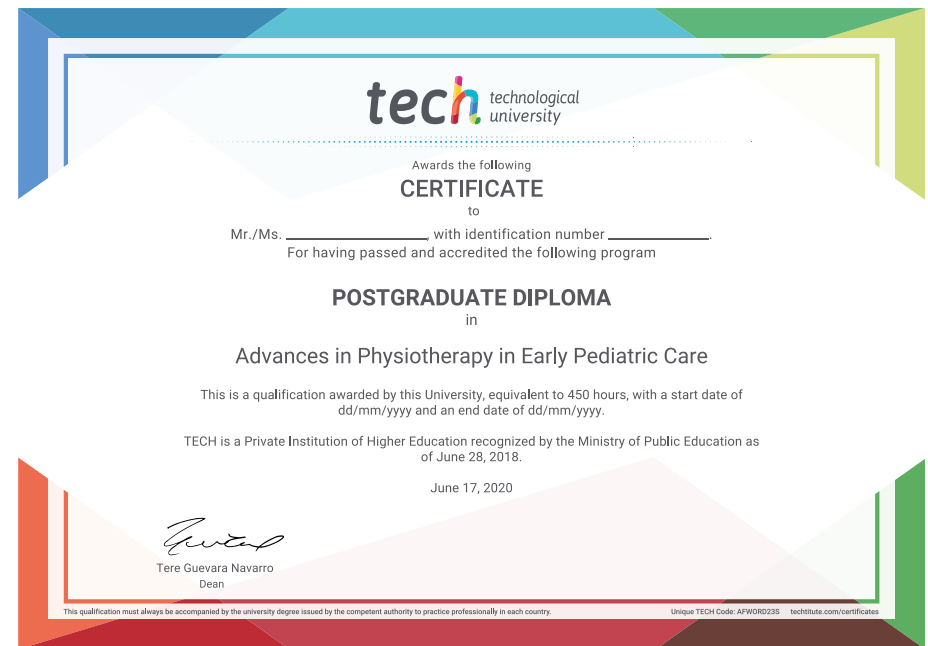 tech technological
university
Awards the following
CERTIFICATE
to
Mr./Ms. ____________________, with identification number ______________.
For having passed and accredited the following program
POSTGRADUATE DIPLOMA
in
Advances in Physiotherapy in Early Pediatric Care
This is a qualification awarded by this University, equivalent to 450 hours, with a start date of
dd/mm/yyyy and an end date of dd/mm/yyyy.
TECH is a Private Institution of Higher Education recognized by the Ministry of Public Education as
of June 28, 2018.
June 17, 2020
Tere Guevara Navarro
Dean
This qualification must always be accompanied by the university degree issued by the competent authority to practice professionally in each country. Unique TECH Code: AFWORD23S techtitute.com/certificates